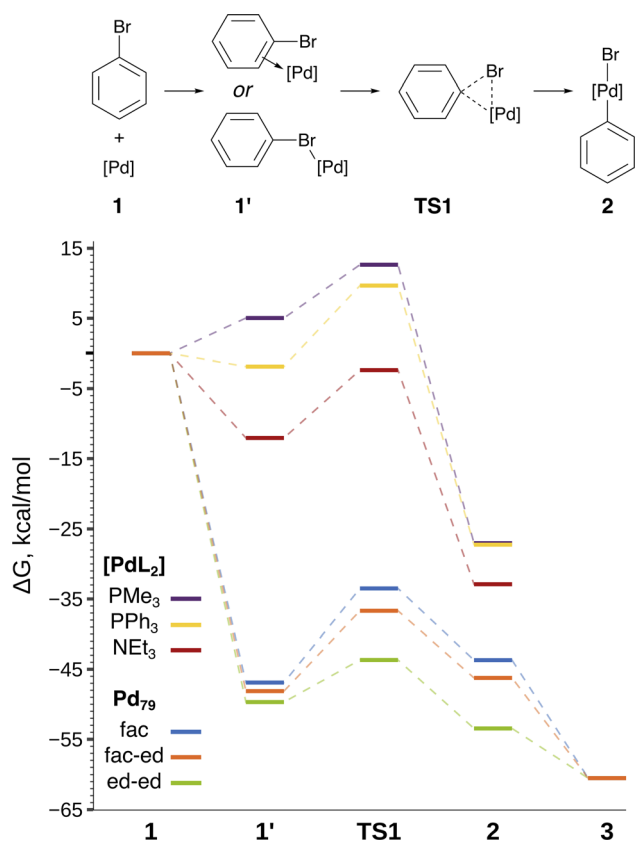 Br
+
[Pd]
1
Br
[Pd]
or
Br
[Pd]
1'
Br
[Pd]
TS1
Br
[Pd]
2
ΔG, kcal/mol
15
5
−5
−15
−25
−35
−45
−55
−65
[PdL₂]
PMe₃
PPh₃
NEt₃
Pd₇₉
fac
fac-ed
ed-ed
1 1' TS1 2 3